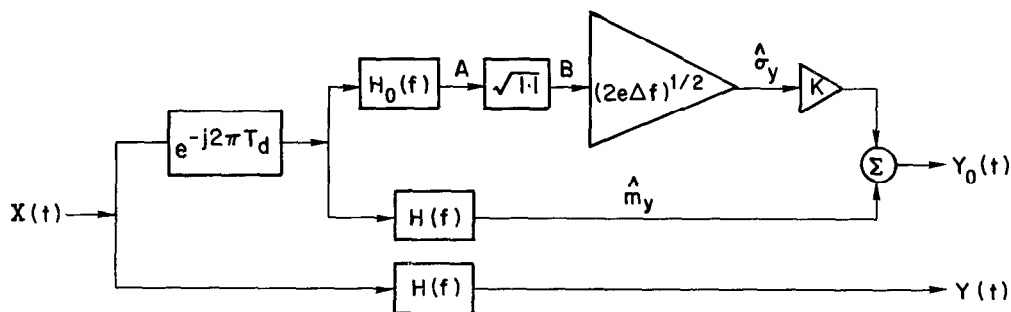 X(t)
e^{-j2πT_d}
H_0(f)
A
√|·|
B
(2eΔf)^{1/2}
σ̂_y
K
Σ
Y_0(t)
H(f)
m̂_y
H(f)
Y(t)